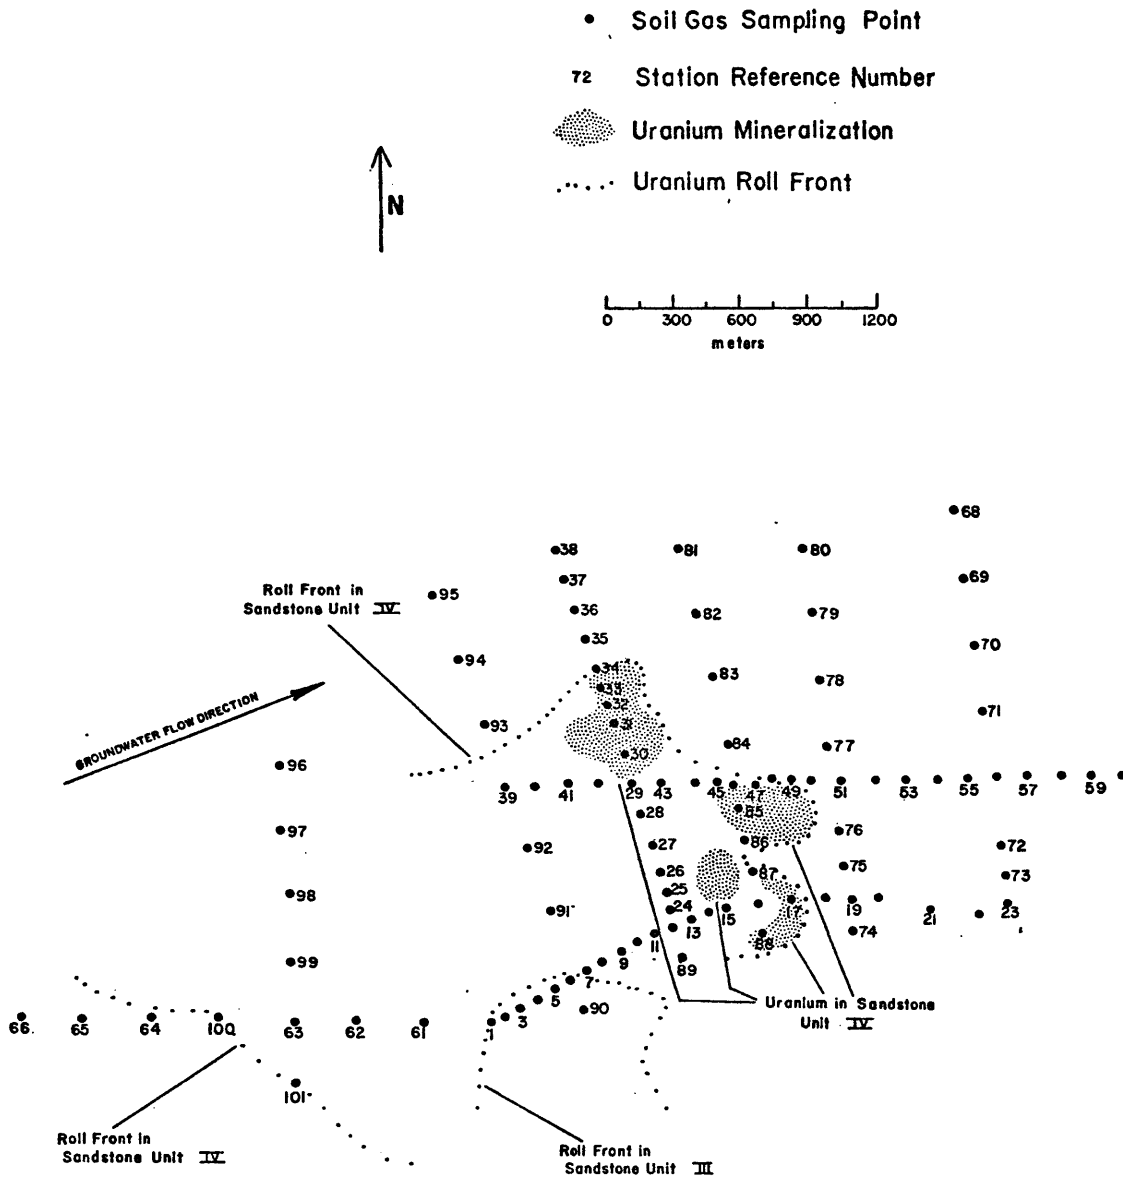 Soil Gas Sampling Point
72 Station Reference Number
Uranium Mineralization
Uranium Roll Front
N
0 300 600 900 1200
meters
68
38 81 80
37 69
Roll Front in
Sandstone Unit IV
95
36 82 79
35 70
94 34
83 78
33
32 71
GROUNDWATER FLOW DIRECTION
93 31
84 77
30
96
39 41 29 43 45 47 49 51 53 55 57 59
85
28
97 76
86
92 27 72
75
26 87 73
98 25
91 24 15 17 19 21 23
13
11 88 74
9 89
99
7
5 90
3
Uranium in Sandstone
Unit IV
66 65 64 100 63 62 61 1
101
Roll Front in
Sandstone Unit IV
Roll Front in
Sandstone Unit III